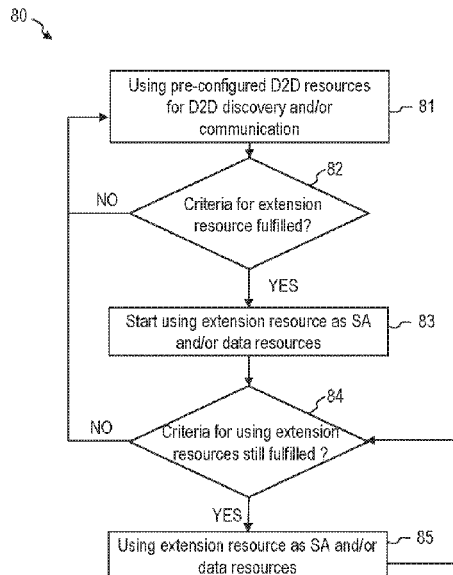 80
Using pre-configured D2D resources
for D2D discovery and/or
communication
81
82
NO
Criteria for extension
resource fulfilled?
YES
Start using extension resource as SA
and/or data resources
83
84
NO
Criteria for using extension
resources still fulfilled ?
YES
85
Using extension resource as SA and/or
data resources